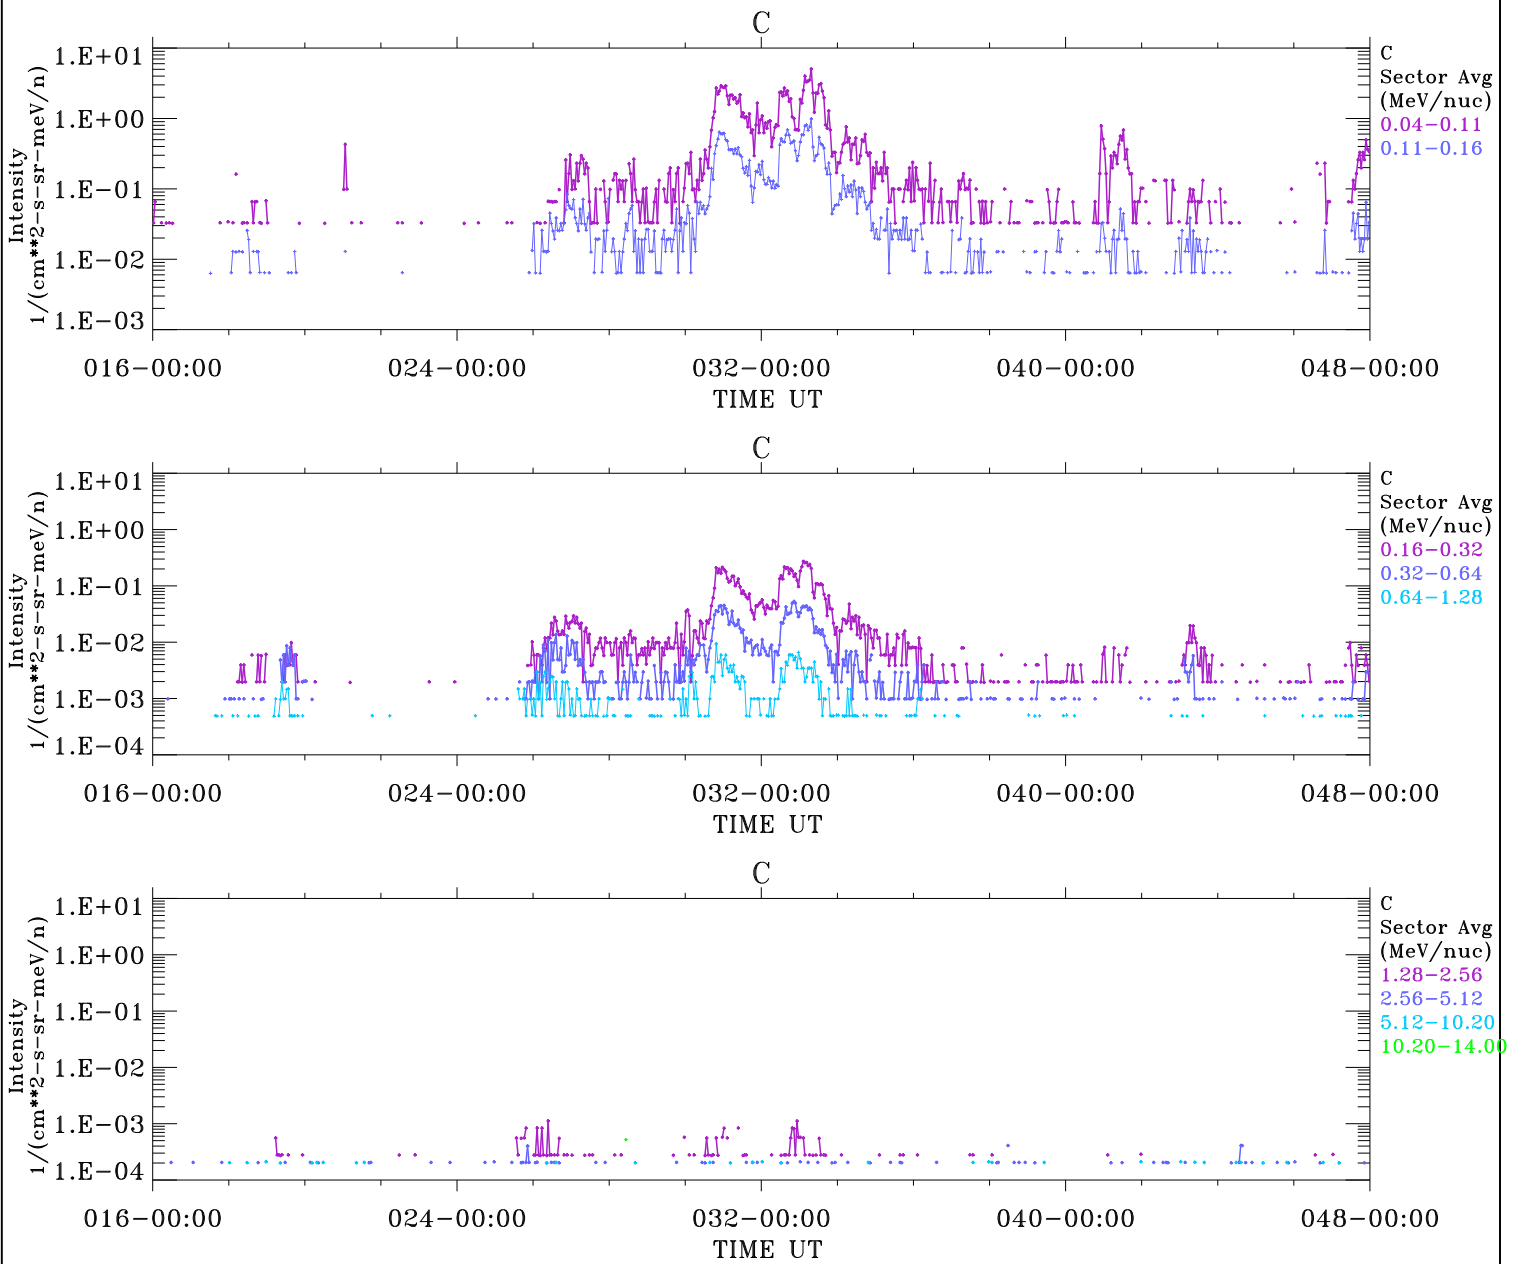 C
1.E+01
1.E+00
1.E-01
1.E-02
1.E-03
Intensity
1/(cm**2-s-sr-meV/n)
016-00:00 024-00:00 032-00:00 040-00:00 048-00:00
TIME UT
C
Sector Avg
(MeV/nuc)
0.04-0.11
0.11-0.16
C
1.E+01
1.E+00
1.E-01
1.E-02
1.E-03
1.E-04
Intensity
1/(cm**2-s-sr-meV/n)
016-00:00 024-00:00 032-00:00 040-00:00 048-00:00
TIME UT
C
Sector Avg
(MeV/nuc)
0.16-0.32
0.32-0.64
0.64-1.28
C
1.E+01
1.E+00
1.E-01
1.E-02
1.E-03
1.E-04
Intensity
1/(cm**2-s-sr-meV/n)
016-00:00 024-00:00 032-00:00 040-00:00 048-00:00
TIME UT
C
Sector Avg
(MeV/nuc)
1.28-2.56
2.56-5.12
5.12-10.20
10.20-14.00